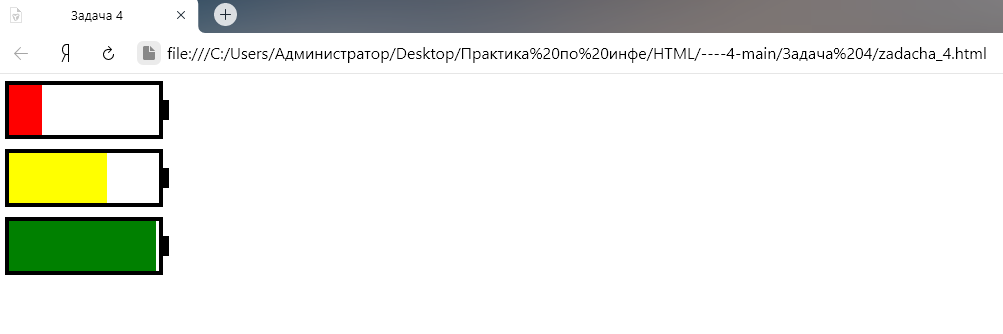 Задача 4
Я
file:///C:/Users/Администратор/Desktop/Практика%20по%20инфе/HTML/----4-main/Задача%204/zadacha_4.html